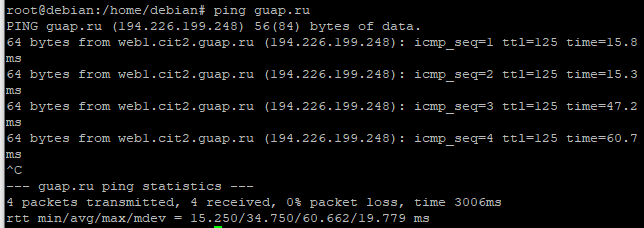 root@debian:/home/debian# ping guap.ru
PING guap.ru (194.226.199.248) 56(84) bytes of data.
64 bytes from web1.cit2.guap.ru (194.226.199.248): icmp_seq=1 ttl=125 time=15.8
ms
64 bytes from web1.cit2.guap.ru (194.226.199.248): icmp_seq=2 ttl=125 time=15.3
ms
64 bytes from web1.cit2.guap.ru (194.226.199.248): icmp_seq=3 ttl=125 time=47.2
ms
64 bytes from web1.cit2.guap.ru (194.226.199.248): icmp_seq=4 ttl=125 time=60.7
ms
^C
--- guap.ru ping statistics ---
4 packets transmitted, 4 received, 0% packet loss, time 3006ms
rtt min/avg/max/mdev = 15.250/34.750/60.662/19.779 ms